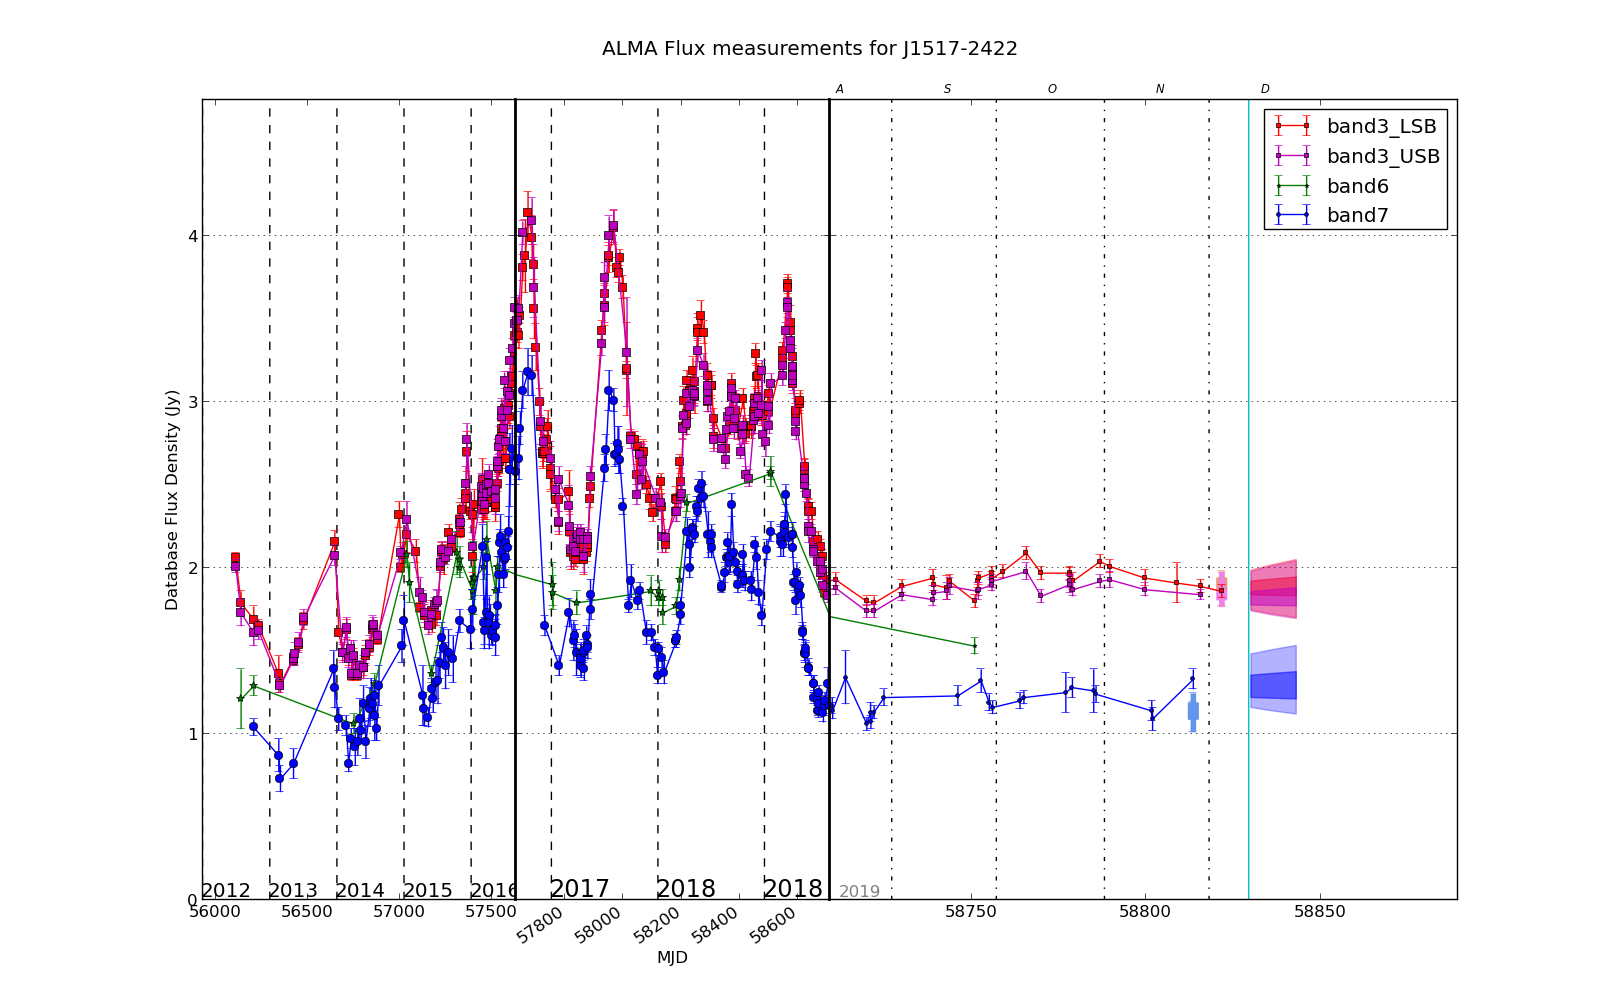 ALMA Flux measurements for J1517-2422
A S O N D
band3_LSB
band3_USB
band6
band7
Database Flux Density (Jy)
4
3
2
1
0
2012 2013 2014 2015 2016 2017 2018 2018 2019
56000 56500 57000 57500 57800 58000 58200 58400 58600 58750 58800 58850
MJD